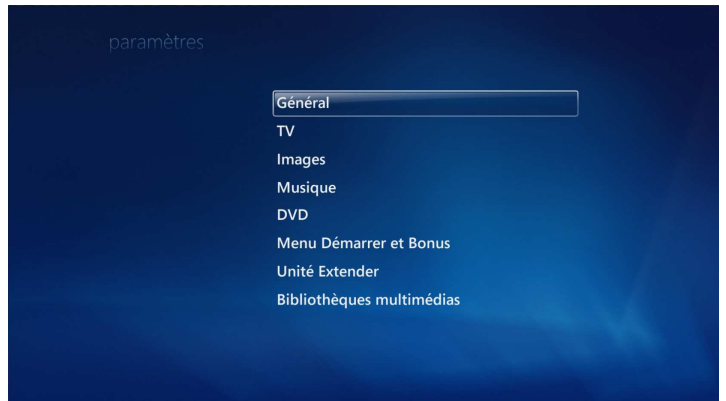 paramètres
Général
TV
Images
Musique
DVD
Menu Démarrer et Bonus
Unité Extender
Bibliothèques multimédias